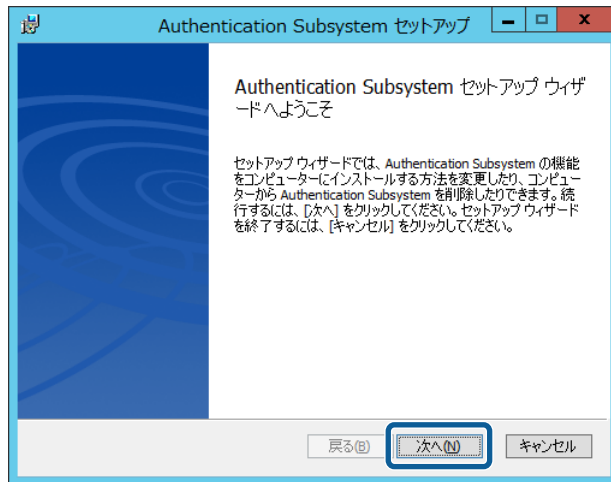 Authentication Subsystem セットアップ
Authentication Subsystem セットアップ ウィザ
ードへようこそ
セットアップ ウィザードでは、Authentication Subsystem の機能
をコンピューターにインストールする方法を変更したり、コンピュー
ターから Authentication Subsystem を削除したりできます。続
行するには、[次へ] をクリックしてください。セットアップ ウィザード
を終了するには、[キャンセル] をクリックしてください。
戻る(B)
次へ(N)
キャンセル